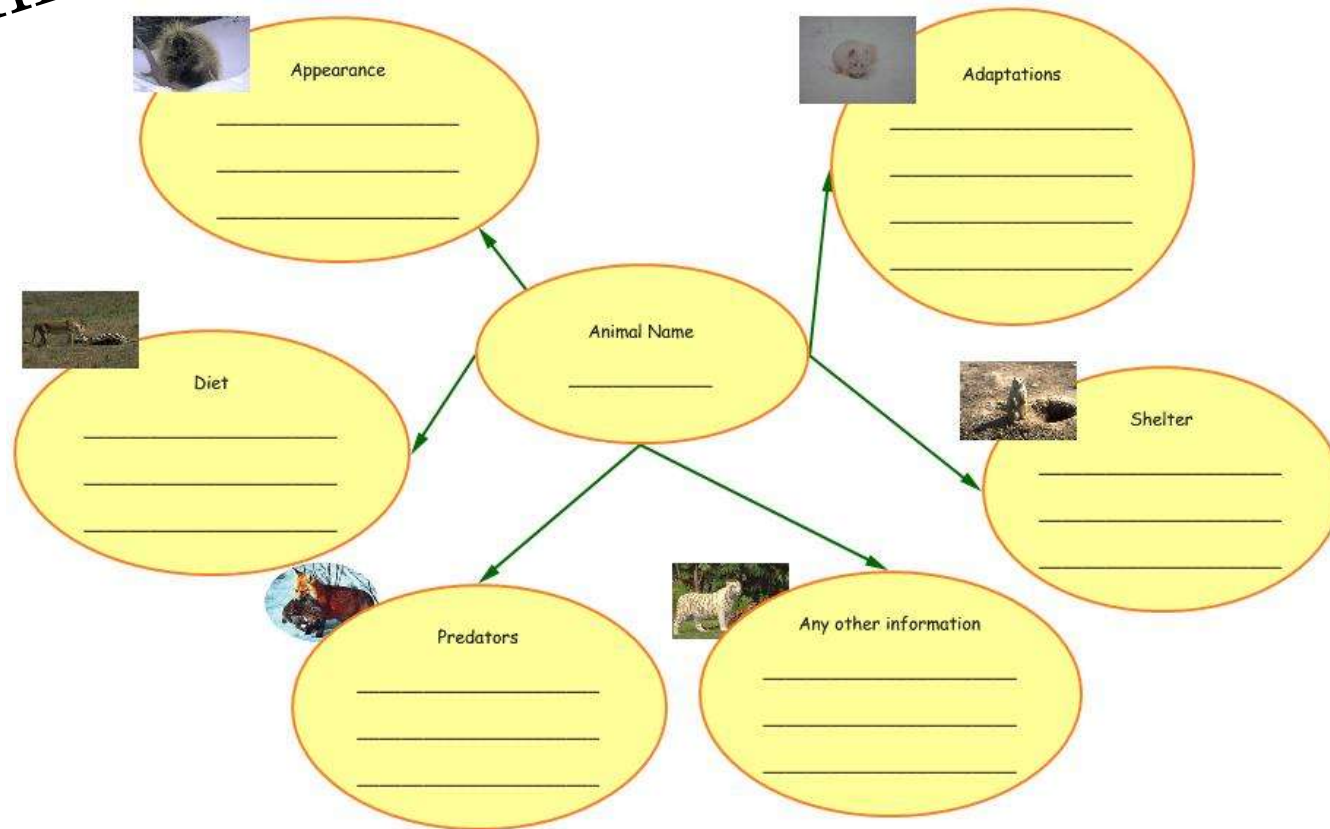 Appearance
Adaptations
Animal Name
Diet
Shelter
Predators
Any other information